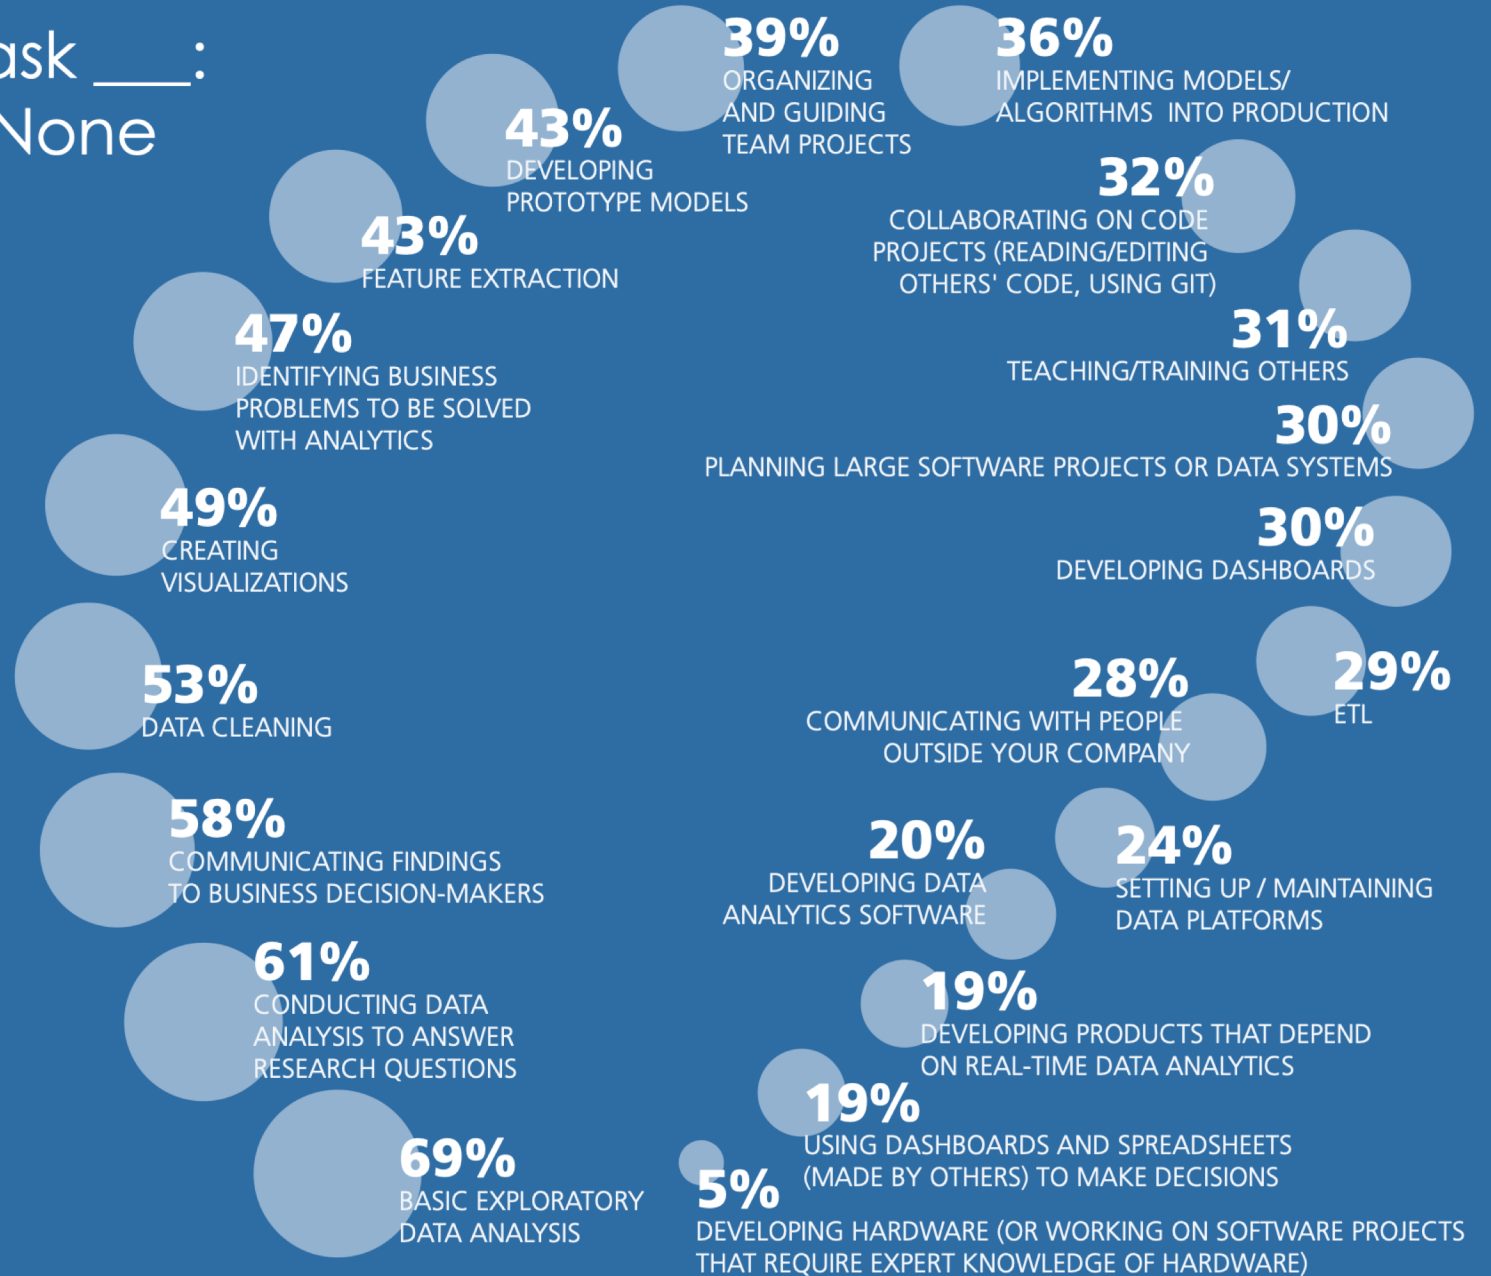 ask ___:
None
39%
ORGANIZING
AND GUIDING
TEAM PROJECTS
36%
IMPLEMENTING MODELS/
ALGORITHMS INTO PRODUCTION
43%
DEVELOPING
PROTOTYPE MODELS
32%
COLLABORATING ON CODE
PROJECTS (READING/EDITING
OTHERS' CODE, USING GIT)
43%
FEATURE EXTRACTION
31%
TEACHING/TRAINING OTHERS
47%
IDENTIFYING BUSINESS
PROBLEMS TO BE SOLVED
WITH ANALYTICS
30%
PLANNING LARGE SOFTWARE PROJECTS OR DATA SYSTEMS
49%
CREATING
VISUALIZATIONS
30%
DEVELOPING DASHBOARDS
53%
DATA CLEANING
28%
COMMUNICATING WITH PEOPLE
OUTSIDE YOUR COMPANY
29%
ETL
58%
COMMUNICATING FINDINGS
TO BUSINESS DECISION-MAKERS
20%
DEVELOPING DATA
ANALYTICS SOFTWARE
24%
SETTING UP / MAINTAINING
DATA PLATFORMS
61%
CONDUCTING DATA
ANALYSIS TO ANSWER
RESEARCH QUESTIONS
19%
DEVELOPING PRODUCTS THAT DEPEND
ON REAL-TIME DATA ANALYTICS
19%
USING DASHBOARDS AND SPREADSHEETS
(MADE BY OTHERS) TO MAKE DECISIONS
69%
BASIC EXPLORATORY
DATA ANALYSIS
5%
DEVELOPING HARDWARE (OR WORKING ON SOFTWARE PROJECTS
THAT REQUIRE EXPERT KNOWLEDGE OF HARDWARE)